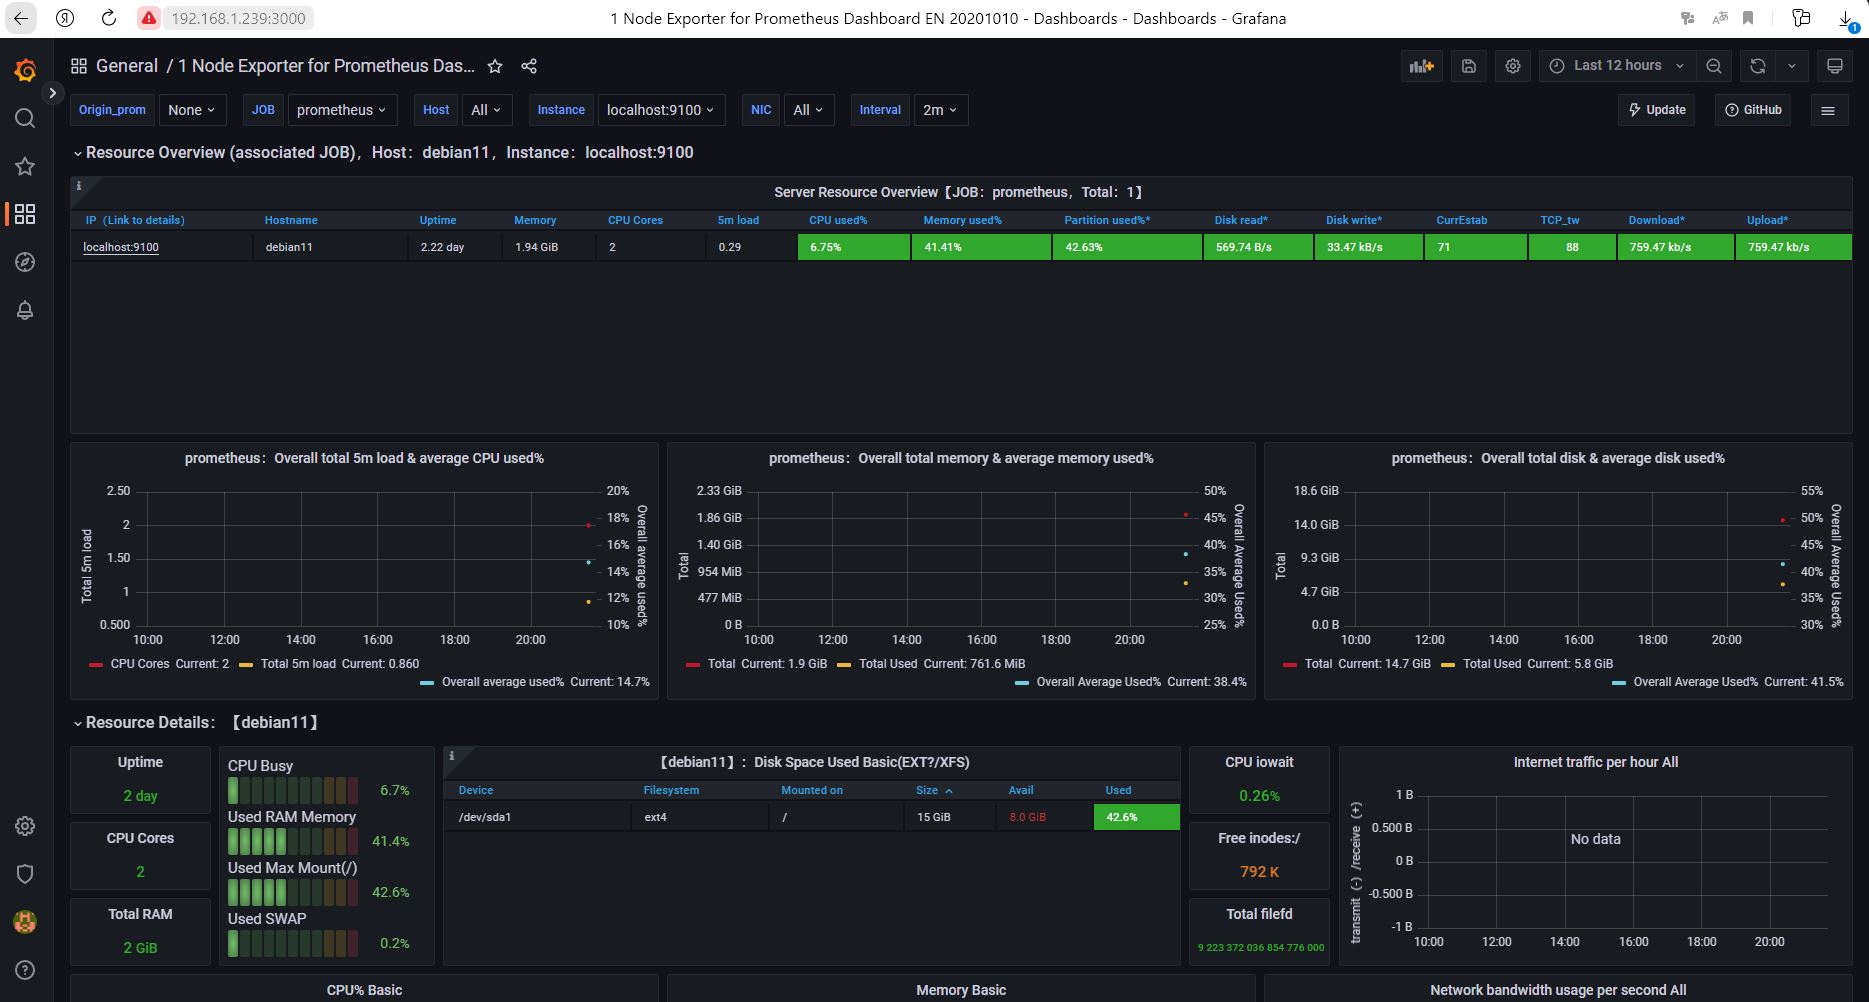 192.168.1.239:3000
1 Node Exporter for Prometheus Dashboard EN 20201010 - Dashboards - Dashboards - Grafana
1
General / 1 Node Exporter for Prometheus Das...
Last 12 hours
Origin_prom None JOB prometheus Host All Instance localhost:9100 NIC All Interval 2m
Update GitHub
Resource Overview (associated JOB)，Host：debian11，Instance：localhost:9100
Server Resource Overview【JOB：prometheus，Total：1】
IP（Link to details） Hostname Uptime Memory CPU Cores 5m load CPU used% Memory used% Partition used%* Disk read* Disk write* CurrEstab TCP_tw Download* Upload*
localhost:9100 debian11 2.22 day 1.94 GiB 2 0.29 6.75% 41.41% 42.63% 569.74 B/s 33.47 kB/s 71 88 759.47 kb/s 759.47 kb/s
prometheus：Overall total 5m load & average CPU used%
Total 5m load
2.50
2
1.50
1
0.500
20%
18%
16%
14%
12%
10%
Overall average used%
10:00 12:00 14:00 16:00 18:00 20:00
CPU Cores Current: 2 Total 5m load Current: 0.860
Overall average used% Current: 14.7%
prometheus：Overall total memory & average memory used%
Total
2.33 GiB
1.86 GiB
1.40 GiB
954 MiB
477 MiB
0 B
50%
45%
40%
35%
30%
25%
Overall Average Used%
10:00 12:00 14:00 16:00 18:00 20:00
Total Current: 1.9 GiB Total Used Current: 761.6 MiB
Overall Average Used% Current: 38.4%
prometheus：Overall total disk & average disk used%
Total
18.6 GiB
14.0 GiB
9.3 GiB
4.7 GiB
0.0 B
55%
50%
45%
40%
35%
30%
Overall Average Used%
10:00 12:00 14:00 16:00 18:00 20:00
Total Current: 14.7 GiB Total Used Current: 5.8 GiB
Overall Average Used% Current: 41.5%
Resource Details：【debian11】
Uptime
2 day
CPU Cores
2
Total RAM
2 GiB
CPU Busy
6.7%
Used RAM Memory
41.4%
Used Max Mount(/)
42.6%
Used SWAP
0.2%
【debian11】：Disk Space Used Basic(EXT?/XFS)
Device Filesystem Mounted on Size Avail Used
/dev/sda1 ext4 / 15 GiB 8.0 GiB 42.6%
CPU iowait
0.26%
Free inodes:/
792 K
Total filefd
9 223 372 036 854 776 000
Internet traffic per hour All
transmit（-）/receive（+）
1 B
0.500 B
0 B
-0.500 B
-1 B
No data
10:00 12:00 14:00 16:00 18:00 20:00
CPU% Basic
Memory Basic
Network bandwidth usage per second All